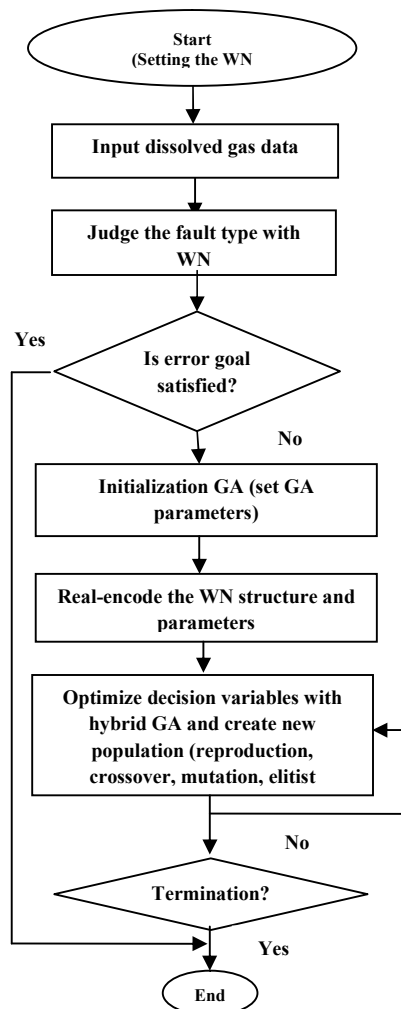 Start
(Setting the WN
Input dissolved gas data
Judge the fault type with
WN
Yes
Is error goal
satisfied?
No
Initialization GA (set GA
parameters)
Real-encode the WN structure and
parameters
Optimize decision variables with
hybrid GA and create new
population (reproduction,
crossover, mutation, elitist
No
Termination?
Yes
End